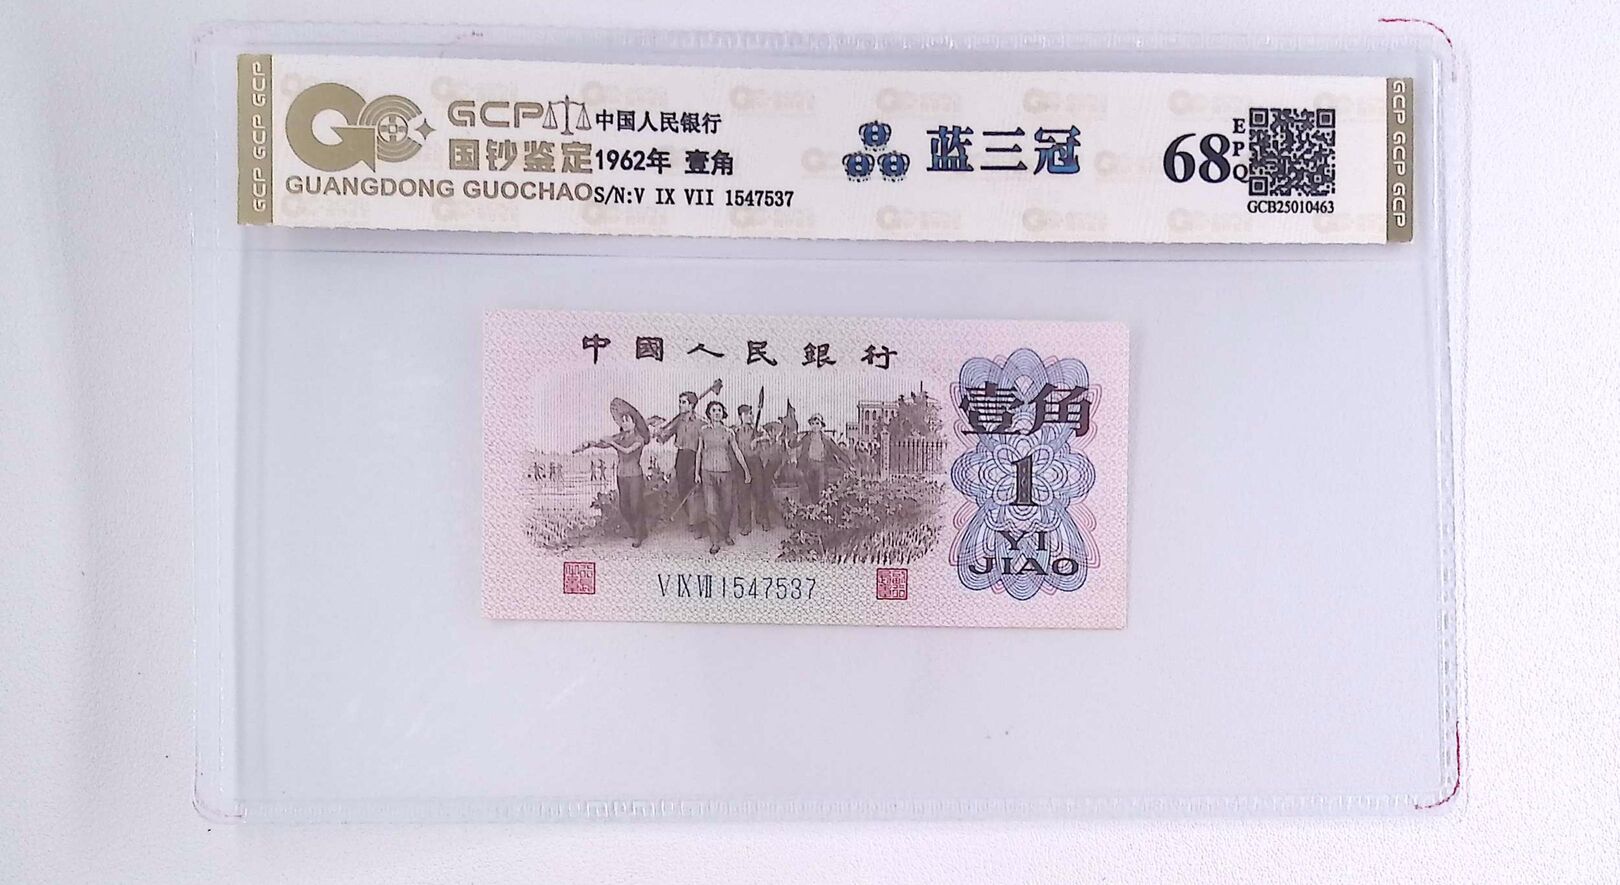 GCP GCP GCP
GCP
国钞鉴定
GUANGDONG GUOCHAO
中国人民银行
1962年 壹角
S/N:V IX VII 1547537
蓝三冠
68
EPQ
GCB25010463
GCP GCP GCP
中國人民銀行
壹角
1
YI
JIAO
V IX VII 1547537